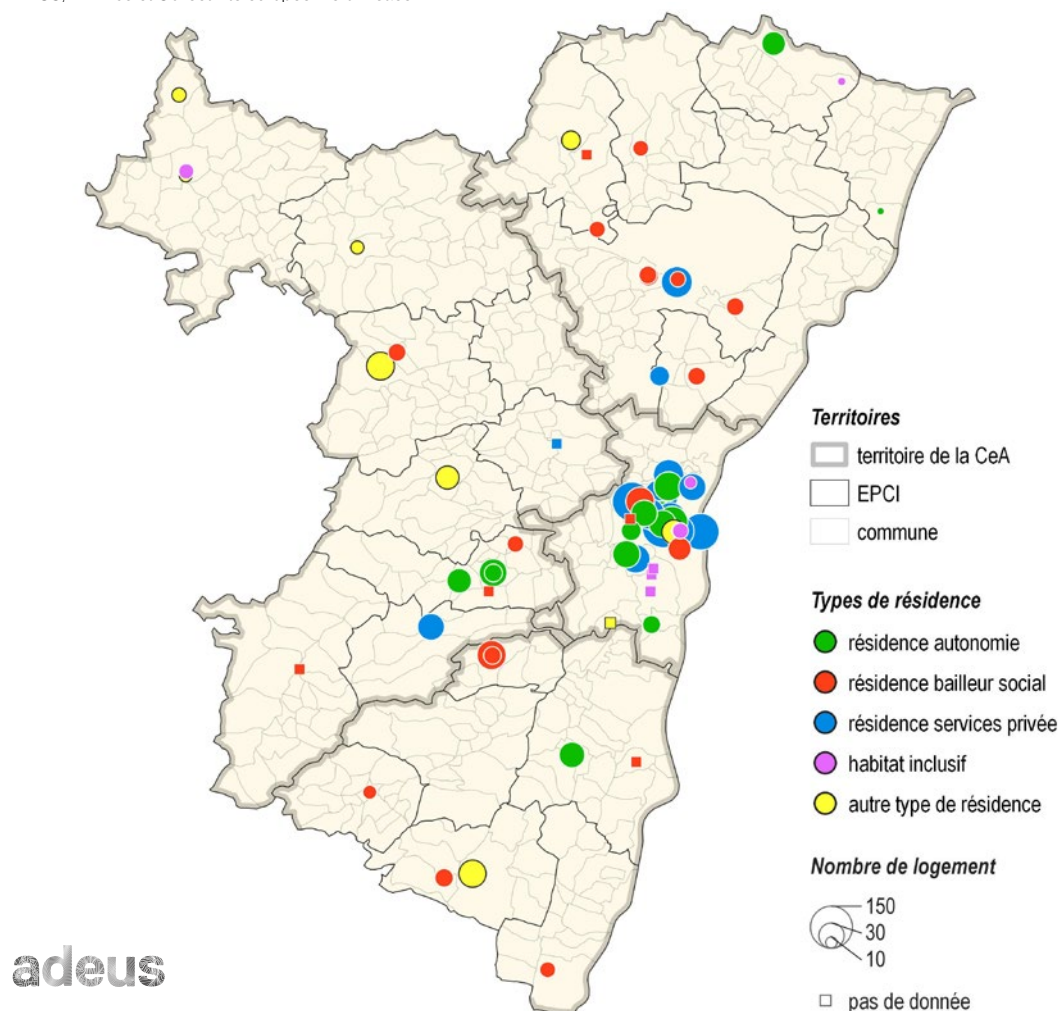 Territoires
territoire de la CeA
EPCI
commune
Types de résidence
résidence autonomie
résidence bailleur social
résidence services privée
habitat inclusif
autre type de résidence
Nombre de logement
150
30
10
pas de donnée
adeus